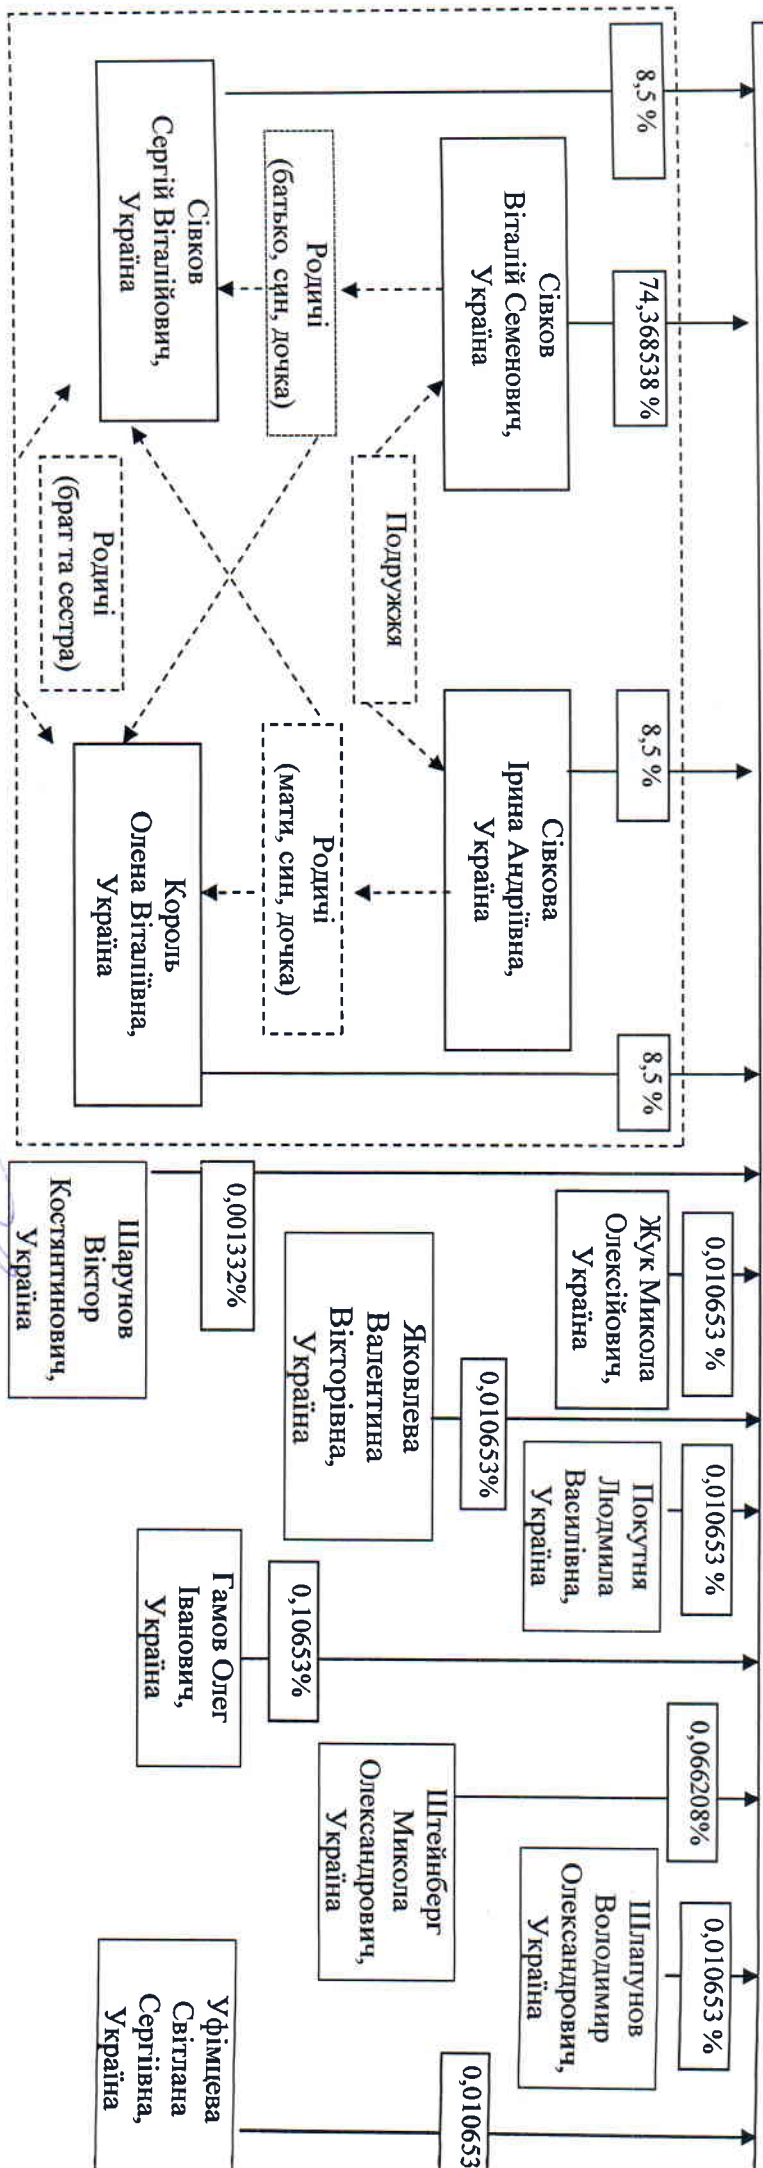 8,5 %
74,368538 %
8,5 %
8,5 %
Сівков
Віталій Семенович,
Україна
Сівкова
Ірина Андріївна,
Україна
Подружжя
Родичі
(батько, син, дочка)
Родичі
(мати, син, дочка)
Сівков
Сергій Віталійович,
Україна
Король
Олена Віталіївна,
Україна
Родичі
(брат та сестра)
0,010653 %
Жук Микола
Олексійович,
Україна
0,010653 %
Покутня
Людмила
Василівна,
Україна
0,066208%
0,010653 %
Шлапунов
Володимир
Олександрович,
Україна
0,010653%
Яковлева
Валентина
Вікторівна,
Україна
Штейнберг
Микола
Олександрович,
Україна
0,010653
0,001332%
Шарунов
Віктор
Костянтинович,
Україна
0,10653%
Гамов Олег
Іванович,
Україна
Уфімцева
Світлана
Сергіївна,
Україна